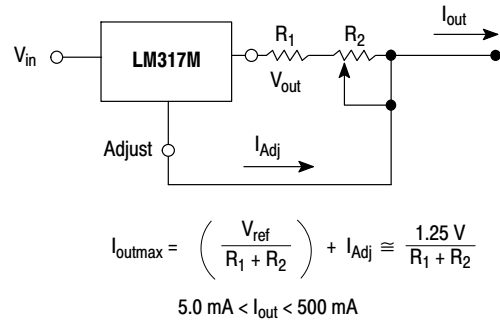 I_out
R_1 R_2
V_in LM317M
V_out
Adjust I_Adj
I_outmax = ( V_ref / R_1 + R_2 ) + I_Adj ≅ 1.25 V / R_1 + R_2
5.0 mA < I_out < 500 mA